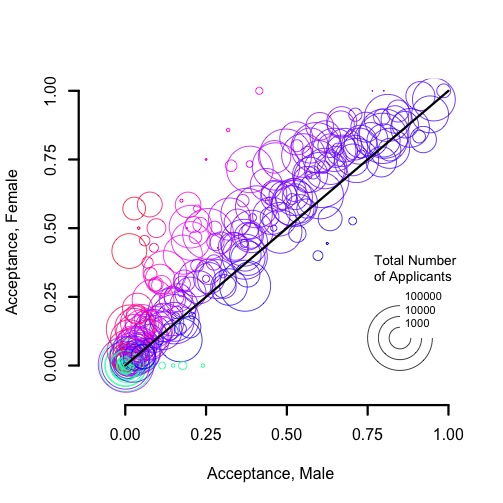 1.00
0.75
0.50
0.25
0.00
Acceptance, Female
Total Number
of Applicants
100000
10000
1000
0.00 0.25 0.50 0.75 1.00
Acceptance, Male